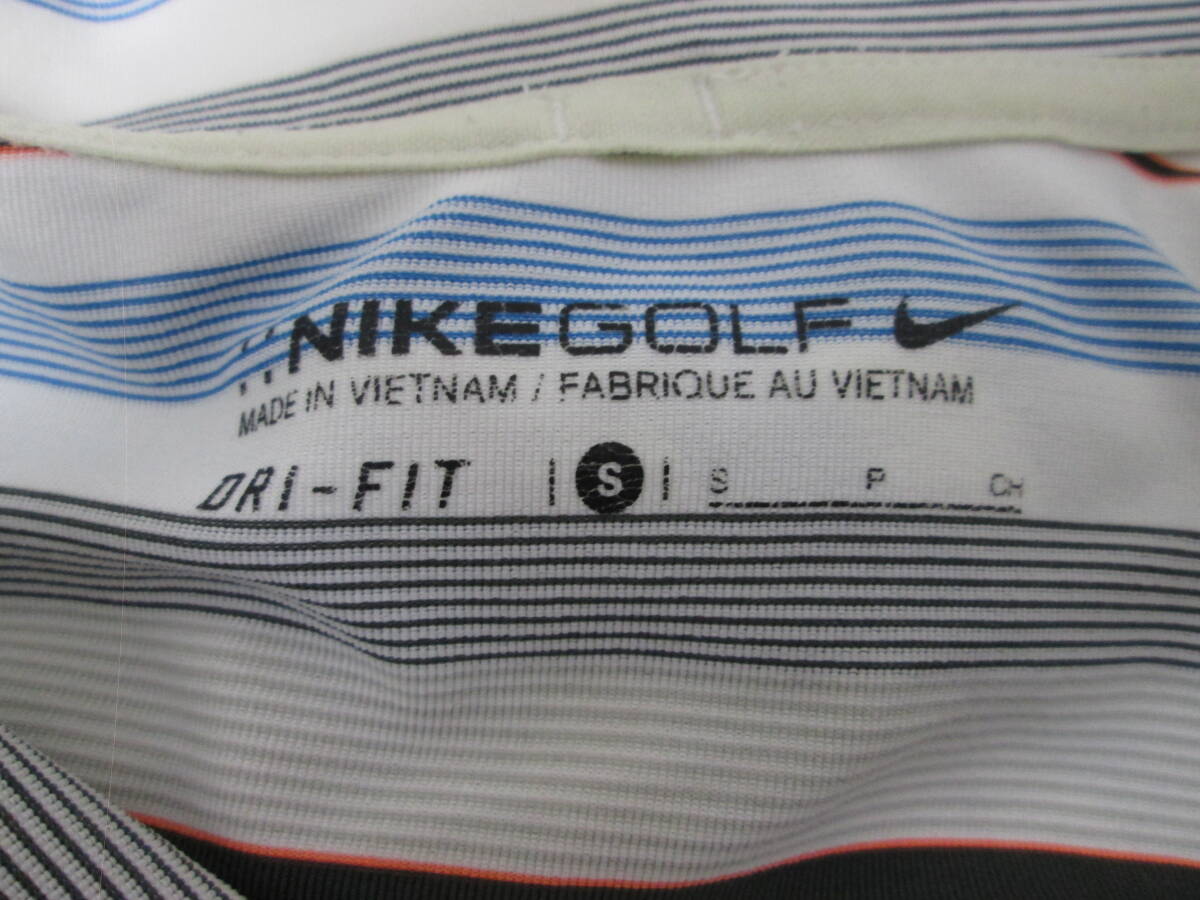 NIKEGOLF
MADE IN VIETNAM / FABRIQUE AU VIETNAM
DRI-FIT | S | S P CH